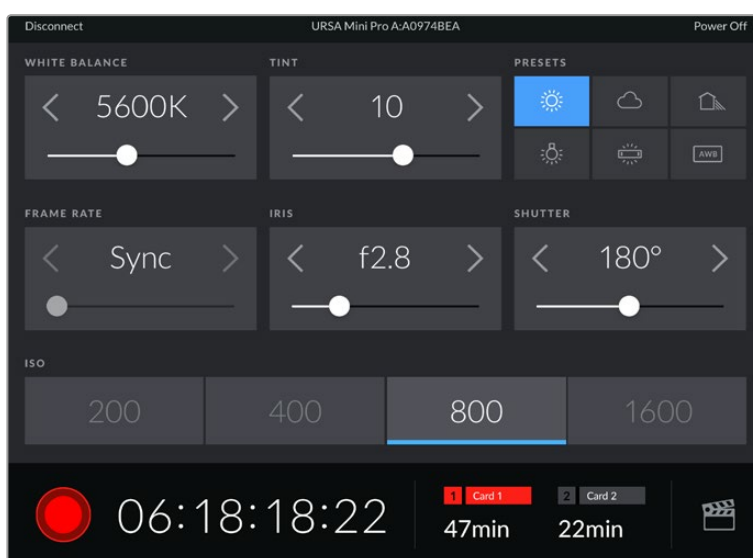 Disconnect URSA Mini Pro A:A0974BEA Power Off
WHITE BALANCE TINT PRESETS
5600K 10
AWB
FRAME RATE IRIS SHUTTER
Sync f2.8 180°
ISO
200 400 800 1600
06:18:18:22
1 Card 1 2 Card 2
47min 22min